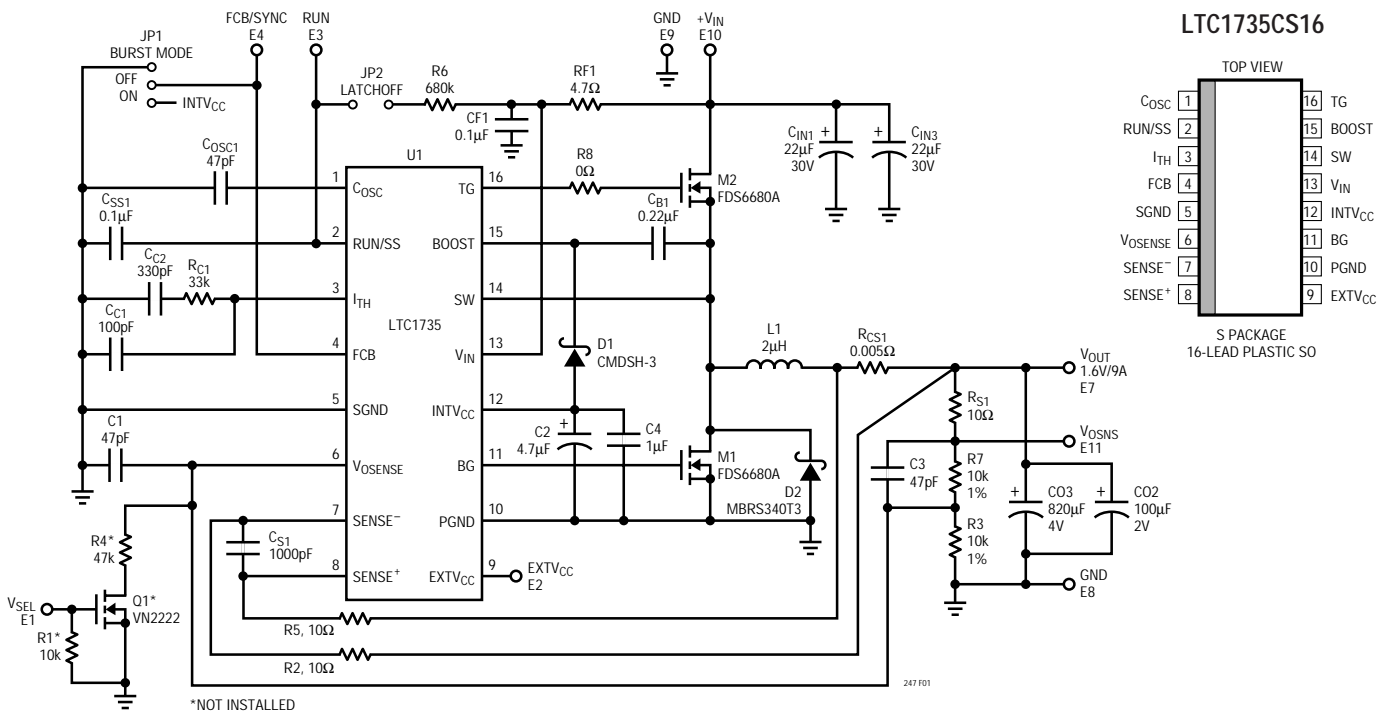 FCB/SYNC
E4
RUN
E3
GND
E9
+VIN
E10
LTC1735CS16
JP1
BURST MODE
OFF
ON
INTVCC
JP2
LATCHOFF
R6
680k
RF1
4.7Ω
CF1
0.1µF
CIN1
22µF
30V
+
CIN3
22µF
30V
+
TOP VIEW
COSC 1
RUN/SS 2
ITH 3
FCB 4
SGND 5
VOSENSE 6
SENSE− 7
SENSE+ 8
16 TG
15 BOOST
14 SW
13 VIN
12 INTVCC
11 BG
10 PGND
9 EXTVCC
S PACKAGE
16-LEAD PLASTIC SO
COSC1
47pF
CSS1
0.1µF
CC2
330pF
RC1
33k
CC1
100pF
C1
47pF
U1
LTC1735
1 COSC
2 RUN/SS
3 ITH
4 FCB
5 SGND
6 VOSENSE
7 SENSE−
8 SENSE+
TG 16
BOOST 15
SW 14
VIN 13
INTVCC 12
BG 11
PGND 10
EXTVCC 9
R8
0Ω
M2
FDS6680A
CB1
0.22µF
D1
CMDSH-3
C2
4.7µF
+
C4
1µF
M1
FDS6680A
D2
MBRS340T3
L1
2µH
RCS1
0.005Ω
VOUT
1.6V/9A
E7
RS1
10Ω
VOSNS
E11
C3
47pF
R7
10k
1%
R3
10k
1%
+
CO3
820µF
4V
+
CO2
100µF
2V
GND
E8
EXTVCC
E2
CS1
1000pF
R4*
47k
VSEL
E1
Q1*
VN2222
R1*
10k
R5, 10Ω
R2, 10Ω
247 F01
*NOT INSTALLED